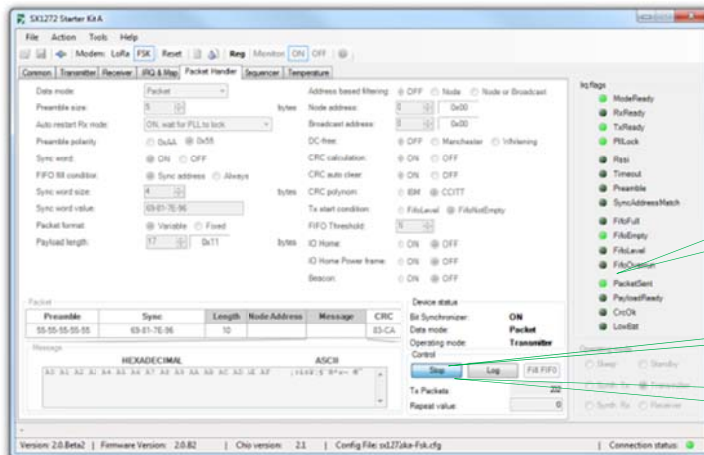 SX1272 Starter Kit A
File Action Tools Help
Modem: LoRa FSK Reset Reg Monitor ON OFF
Common Transmitter Receiver IRQ & Map Packet Handler Sequencer Temperature
Data mode: Packet
Preamble size: 5 bytes
Auto restart Rx mode: ON, wait for PLL to lock
Preamble polarity 0xAA 0x55
Sync word: ON OFF
FIFO fill condition: Sync address Always
Sync word size: 4 bytes
Sync word value: 69-81-7E-96
Packet format: Variable Fixed
Payload length: 17 0x11 bytes
Address based filtering: OFF Node Node or Broadcast
Node address: 0 0x00
Broadcast address: 0 0x00
DC-free: OFF Manchester Whitening
CRC calculation: ON OFF
CRC auto clear: ON OFF
CRC polynom: IBM CCITT
Tx start condition: FifoLevel FifoNotEmpty
FIFO Threshold:
IO Home: ON OFF
IO Home Power frame: ON OFF
Beacon: ON OFF
Irq flags
ModeReady
RxReady
TxReady
PllLock
Rssi
Timeout
Preamble
SyncAddressMatch
FifoFull
FifoEmpty
FifoLevel
FifoOverrun
PacketSent
PayloadReady
CrcOk
LowBat
Packet
Preamble Sync Length Node Address Message CRC
55-55-55-55-55 69-81-7E-96 10 83-CA
Message
HEXADECIMAL ASCII
Device status
Bit Synchronizer: ON
Data mode: Packet
Operating mode: Transmitter
Control
Stop Log Fill FIFO
Tx Packets:
Repeat value: 0
Operating mode
Sleep Standby
Synth Tx Transmitter
Synth Rx Receiver
Version: 2.0.Beta2 | Firmware Version: 2.0.B2 | Chip version: 2.1 | Config File: sx1272ska-Fsk.cfg | Connection status: